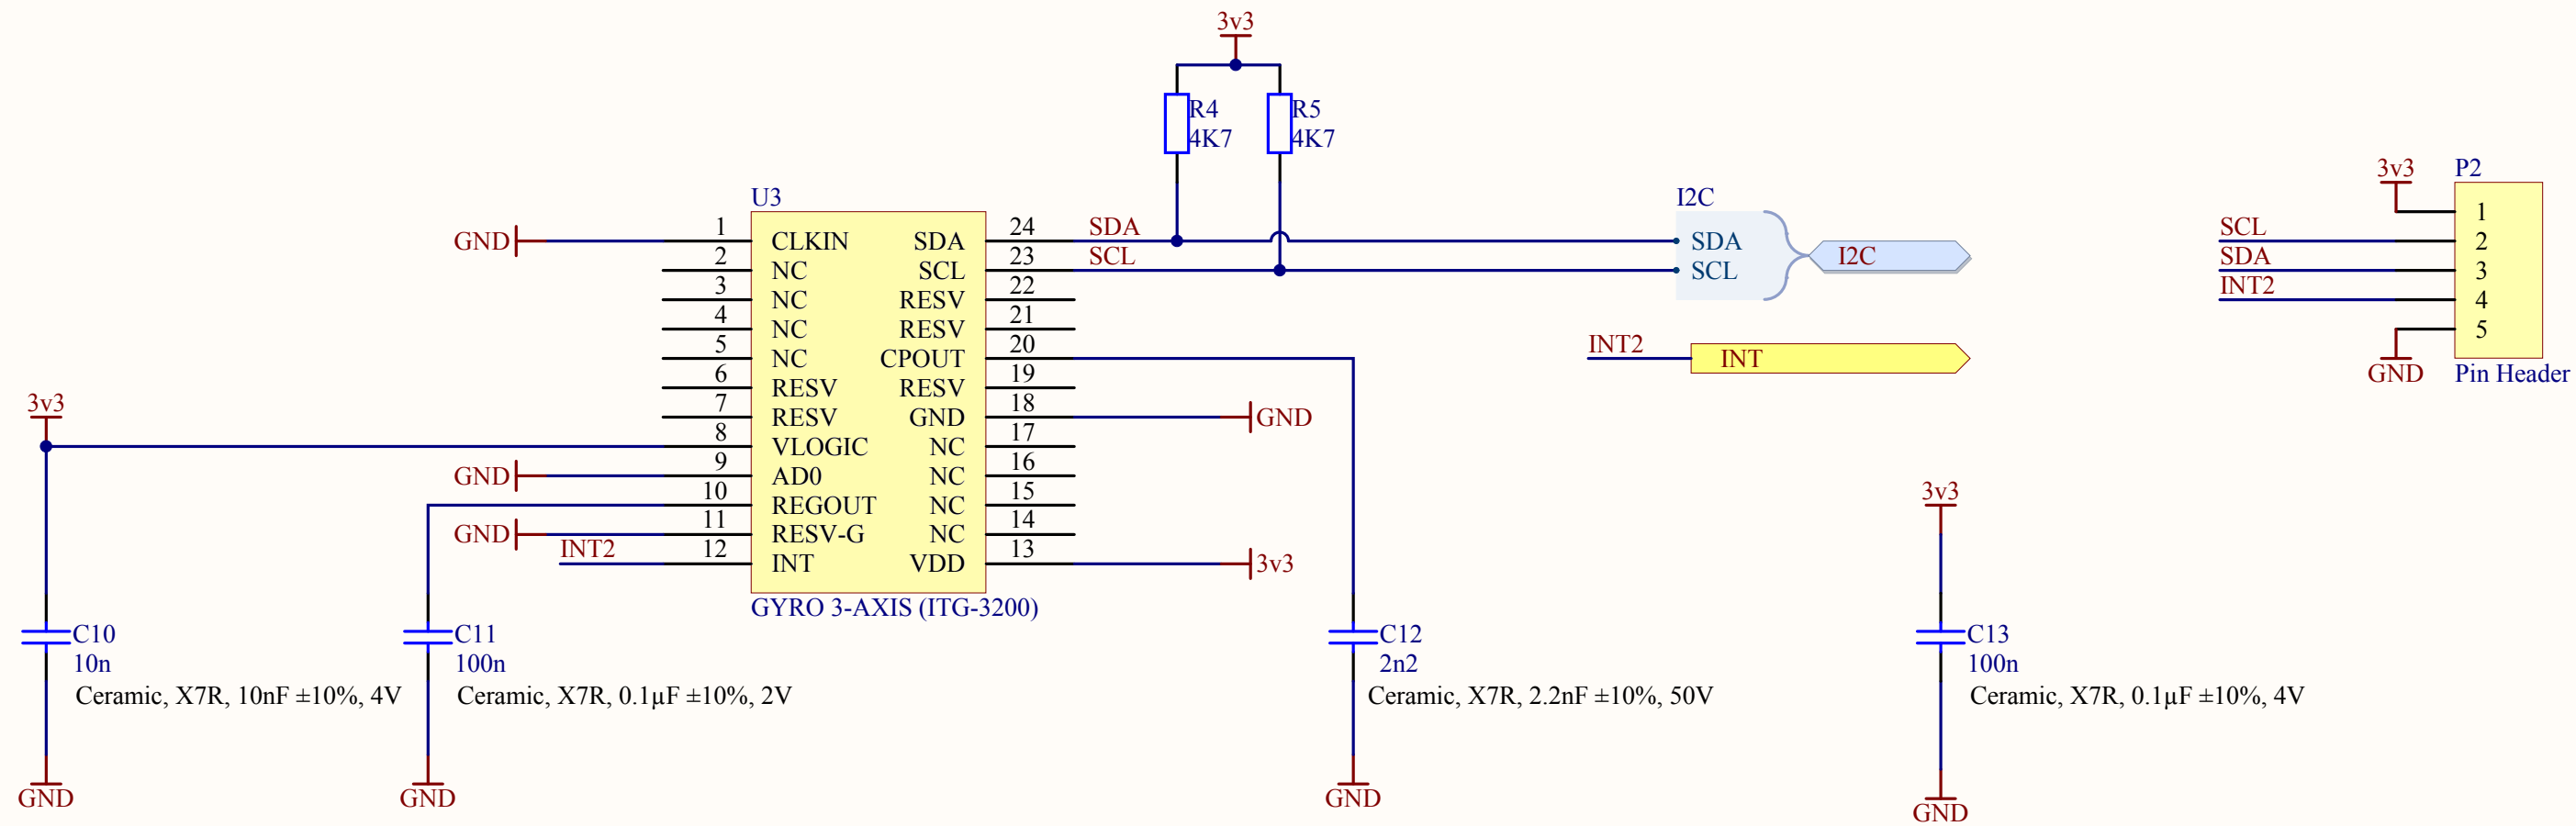 3v3
R4
4K7
R5
4K7
U3
GND
1
CLKIN
2
NC
3
NC
4
NC
5
NC
6
RESV
7
RESV
8
VLOGIC
GND
9
AD0
10
REGOUT
GND
11
RESV-G
INT2
12
INT
SDA
24
SDA
SCL
23
SCL
RESV
22
RESV
21
CPOUT
20
RESV
19
GND
18
GND
NC
17
NC
16
NC
15
NC
14
VDD
13
3v3
GYRO 3-AXIS (ITG-3200)
I2C
SDA
SCL
I2C
INT2
INT
P2
3v3
1
SCL
2
SDA
3
INT2
4
5
GND
Pin Header
3v3
C10
10n
Ceramic, X7R, 10nF ±10%, 4V
GND
C11
100n
Ceramic, X7R, 0.1µF ±10%, 2V
GND
C12
2n2
Ceramic, X7R, 2.2nF ±10%, 50V
GND
3v3
C13
100n
Ceramic, X7R, 0.1µF ±10%, 4V
GND